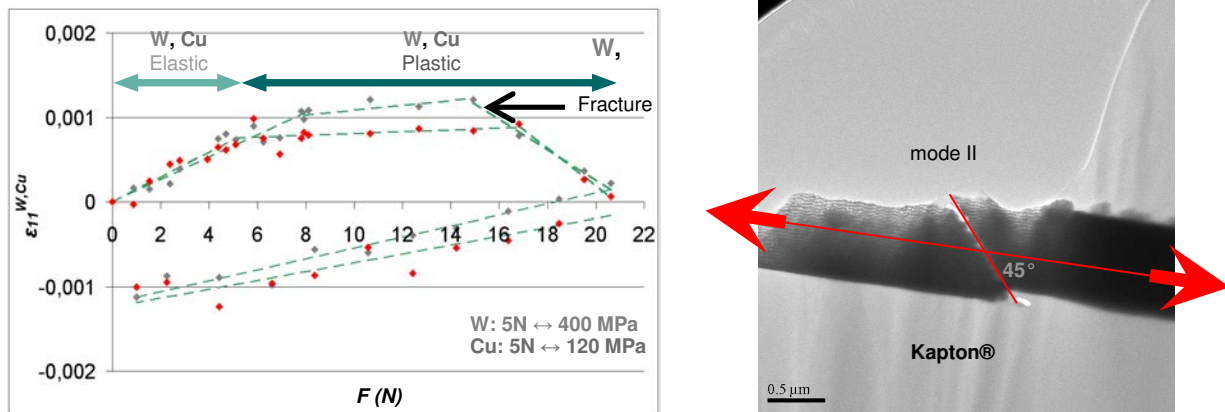 0,002
0,001
0
-0,001
-0,002
ε₁₁ᵂ,ᶜᵘ
W, Cu
Elastic
W, Cu
Plastic
W,
Fracture
0 2 4 6 8 10 12 14 16 18 20 22
W: 5N ↔ 400 MPa
Cu: 5N ↔ 120 MPa
F (N)
mode II
45°
Kapton®
0.5 µm